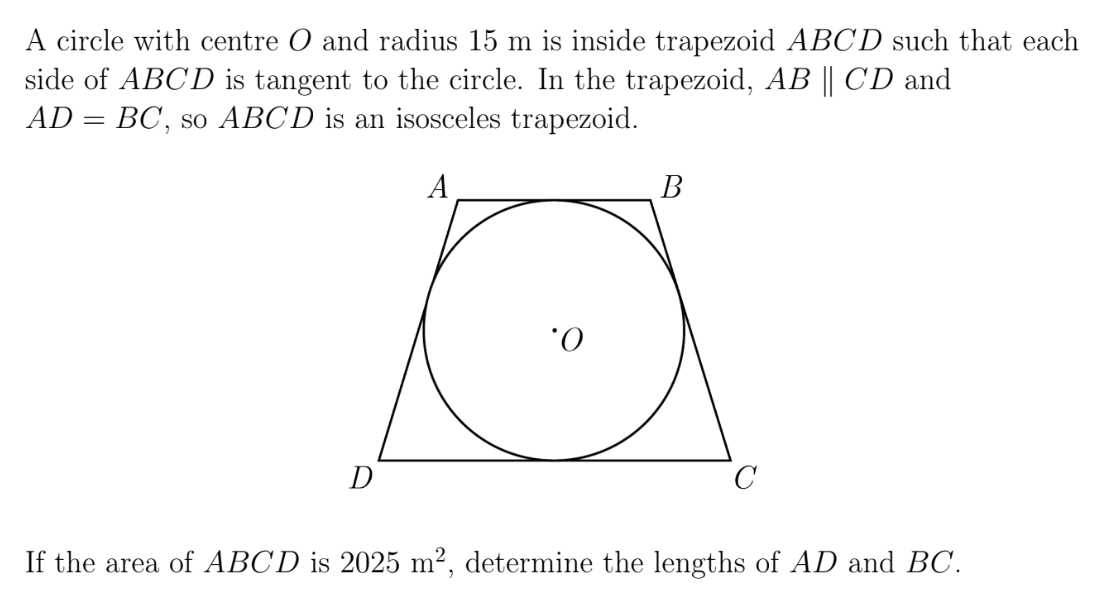 A circle with centre O and radius 15 m is inside trapezoid ABCD such that each
side of ABCD is tangent to the circle. In the trapezoid, AB ∥ CD and
AD = BC, so ABCD is an isosceles trapezoid.
A
B
O
D
C
If the area of ABCD is 2025 m², determine the lengths of AD and BC.